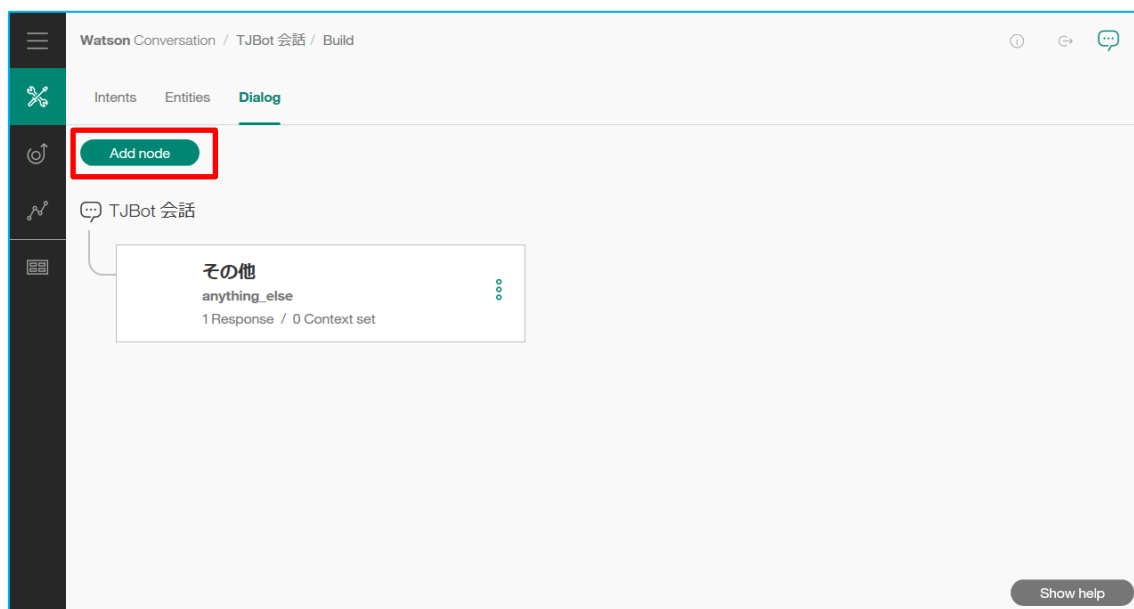 Watson Conversation / TJBot 会話 / Build
Intents Entities Dialog
Add node
TJBot 会話
その他
anything_else
1 Response / 0 Context set
Show help